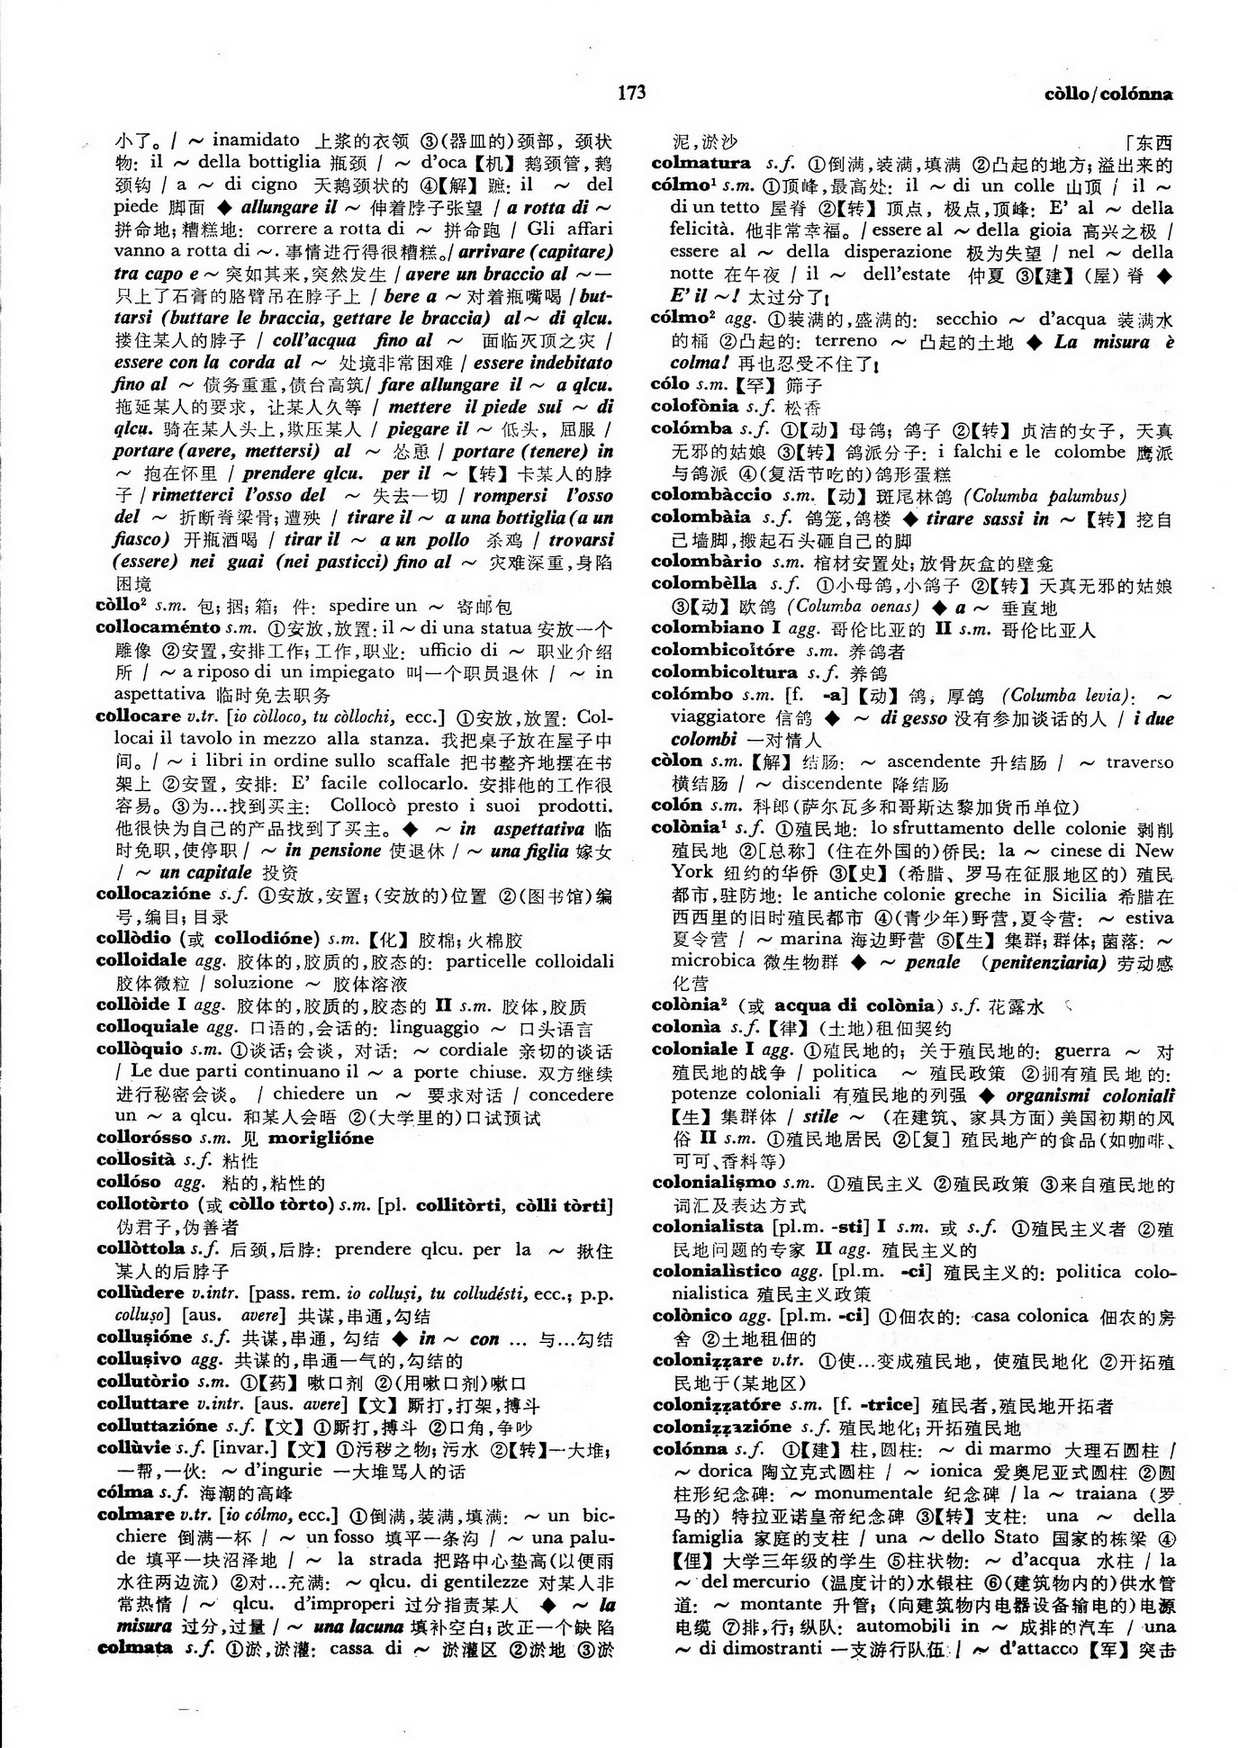 173
còllo/colónna
小了。/ ~ inamidato 上浆的衣领 ③(器皿的)颈部，颈状
物: il ~ della bottiglia 瓶颈 / ~ d'oca【机】鹅颈管,鹅
颈钩 / a ~ di cigno 天鹅颈状的 ④【解】蹠: il ~ del
piede 脚面 ◆ allungare il ~ 伸着脖子张望 / a rotta di ~
拼命地;糟糕地: correre a rotta di ~ 拼命跑 / Gli affari
vanno a rotta di ~. 事情进行得很糟糕。/ arrivare (capitare)
tra capo e ~ 突如其来,突然发生 / avere un braccio al ~一
只上了石膏的胳臂吊在脖子上 / bere a ~ 对着瓶嘴喝 / but-
tarsi (buttare le braccia, gettare le braccia) al~ di qlcu.
搂住某人的脖子 / coll'acqua fino al ~ 面临灭顶之灾 /
essere con la corda al ~ 处境非常困难 / essere indebitato
fino al ~ 债务重重,债台高筑/ fare allungare il ~ a qlcu.
拖延某人的要求，让某人久等 / mettere il piede sul ~ di
qlcu. 骑在某人头上,欺压某人 / piegare il ~ 低头，屈服 /
portare (avere, mettersi) al ~ 怂恿 / portare (tenere) in
~ 抱在怀里 / prendere qlcu. per il ~【转】卡某人的脖
子 / rimetterci l'osso del ~ 失去一切 / rompersi l'osso
del ~ 折断脊梁骨;遭殃 / tirare il ~ a una bottiglia (a un
fiasco) 开瓶酒喝 / tirar il ~ a un pollo 杀鸡 / trovarsi
(essere) nei guai (nei pasticci) fino al ~ 灾难深重,身陷
困境
còllo² s.m. 包; 捆; 箱; 件: spedire un ~ 寄邮包
collocaménto s.m. ①安放,放置: il ~ di una statua 安放一个
雕像 ②安置,安排工作;工作,职业: ufficio di ~ 职业介绍
所 / ~ a riposo di un impiegato 叫一个职员退休 / ~ in
aspettativa 临时免去职务
collocare v.tr. [io còlloco, tu còllochi, ecc.] ①安放,放置: Col-
locai il tavolo in mezzo alla stanza. 我把桌子放在屋子中
间。/ ~ i libri in ordine sullo scaffale 把书整齐地摆在书
架上 ②安置，安排: E' facile collocarlo. 安排他的工作很
容易。③为…找到买主: Collocò presto i suoi prodotti.
他很快为自己的产品找到了买主。◆ ~ in aspettativa 临
时免职,使停职 / ~ in pensione 使退休 / ~ una figlia 嫁女
/ ~ un capitale 投资
collocazióne s.f. ①安放,安置; (安放的)位置 ②(图书馆)编
号,编目; 目录
collòdio (或 collodióne) s.m.【化】胶棉; 火棉胶
colloidale agg. 胶体的,胶质的,胶态的: particelle colloidali
胶体微粒 / soluzione ~ 胶体溶液
collòide I agg. 胶体的,胶质的,胶态的 II s.m. 胶体,胶质
colloquiale agg. 口语的,会话的: linguaggio ~ 口头语言
collòquio s.m. ①谈话;会谈，对话: ~ cordiale 亲切的谈话
/ Le due parti continuano il ~ a porte chiuse. 双方继续
进行秘密会谈。/ chiedere un ~ 要求对话 / concedere
un ~ a qlcu. 和某人会晤 ②(大学里的)口试预试
collorósso s.m. 见 moriglióne
collosità s.f. 粘性
collóso agg. 粘的,粘性的
collotòrto (或 còllo tòrto) s.m. [pl. collitòrti, còlli tòrti]
伪君子,伪善者
collòttola s.f. 后颈,后脖: prendere qlcu. per la ~ 揪住
某人的后脖子
collùdere v.intr. [pass. rem. io colluși, tu colludésti, ecc.; p.p.
collușo] [aus. avere] 共谋,串通,勾结
collușióne s.f. 共谋,串通，勾结 ◆ in ~ con … 与…勾结
collușivo agg. 共谋的,串通一气的,勾结的
collutòrio s.m. ①【药】嗽口剂 ②(用嗽口剂)嗽口
colluttare v.intr. [aus. avere]【文】厮打,打架,搏斗
colluttazióne s.f.【文】①厮打,搏斗 ②口角,争吵
collùvie s.f. [invar.]【文】①污秽之物; 污水 ②【转】一大堆;
一帮,一伙: ~ d'ingurie 一大堆骂人的话
cólma s.f. 海潮的高峰
colmare v.tr. [io cólmo, ecc.] ①倒满,装满,填满: ~ un bic-
chiere 倒满一杯 / ~ un fosso 填平一条沟 / ~ una palu-
de 填平一块沼泽地 / ~ la strada 把路中心垫高(以便雨
水往两边流) ②对…充满: ~ qlcu. di gentilezze 对某人非
常热情 / ~ qlcu. d'improperi 过分指责某人 ◆ ~ la
misura 过分,过量 / ~ una lacuna 填补空白;改正一个缺陷
colmata s.f. ①淤,淤灌: cassa di ~ 淤灌区 ②淤地 ③淤
泥,淤沙 「东西
colmatura s.f. ①倒满,装满,填满 ②凸起的地方;溢出来的
cólmo¹ s.m. ①顶峰,最高处: il ~ di un colle 山顶 / il ~
di un tetto 屋脊 ②【转】顶点，极点,顶峰: E' al ~ della
felicità. 他非常幸福。/ essere al ~ della gioia 高兴之极 /
essere al ~ della disperazione 极为失望 / nel ~ della
notte 在午夜 / il ~ dell'estate 仲夏 ③【建】(屋) 脊 ◆
E' il ~! 太过分了!
cólmo² agg. ①装满的,盛满的: secchio ~ d'acqua 装满水
的桶 ②凸起的: terreno ~ 凸起的土地 ◆ La misura è
colma! 再也忍受不住了!
cólo s.m.【罕】筛子
colofònia s.f. 松香
colómba s.f. ①【动】母鸽; 鸽子 ②【转】贞洁的女子，天真
无邪的姑娘 ③【转】鸽派分子: i falchi e le colombe 鹰派
与鸽派 ④(复活节吃的)鸽形蛋糕
colombàccio s.m.【动】斑尾林鸽 (Columba palumbus)
colombàia s.f. 鸽笼,鸽楼 ◆ tirare sassi in ~【转】挖自
己墙脚,搬起石头砸自己的脚
colombàrio s.m. 棺材安置处; 放骨灰盒的壁龛
colombèlla s.f. ①小母鸽,小鸽子 ②【转】天真无邪的姑娘
③【动】欧鸽 (Columba oenas) ◆ a ~ 垂直地
colombiano I agg. 哥伦比亚的 II s.m. 哥伦比亚人
colombicoltóre s.m. 养鸽者
colombicoltura s.f. 养鸽
colómbo s.m. [f. -a]【动】鸽，厚鸽 (Columba levia): ~
viaggiatore 信鸽 ◆ ~ di gesso 没有参加谈话的人 / i due
colombi 一对情人
còlon s.m.【解】结肠: ~ ascendente 升结肠 / ~ traverso
横结肠 / ~ discendente 降结肠
colón s.m. 科郎(萨尔瓦多和哥斯达黎加货币单位)
colònia¹ s.f. ①殖民地: lo sfruttamento delle colonie 剥削
殖民地 ②[总称] (住在外国的)侨民: la ~ cinese di New
York 纽约的华侨 ③【史】(希腊、罗马在征服地区的) 殖民
都市,驻防地: le antiche colonie greche in Sicilia 希腊在
西西里的旧时殖民都市 ④(青少年)野营,夏令营: ~ estiva
夏令营 / ~ marina 海边野营 ⑤【生】集群; 群体; 菌落: ~
microbica 微生物群 ◆ ~ penale (penitenziaria) 劳动感
化营
colònia² (或 acqua di colònia) s.f. 花露水
colonìa s.f.【律】(土地)租佃契约
coloniale I agg. ①殖民地的; 关于殖民地的: guerra ~ 对
殖民地的战争 / politica ~ 殖民政策 ②拥有殖民地的:
potenze coloniali 有殖民地的列强 ◆ organismi coloniali
【生】集群体 / stile ~ (在建筑、家具方面)美国初期的风
俗 II s.m. ①殖民地居民 ②[复] 殖民地产的食品(如咖啡、
可可、香料等)
colonialișmo s.m. ①殖民主义 ②殖民政策 ③来自殖民地的
词汇及表达方式
colonialista [pl.m. -sti] I s.m. 或 s.f. ①殖民主义者 ②殖
民地问题的专家 II agg. 殖民主义的
colonialìstico agg. [pl.m. -ci] 殖民主义的: politica colo-
nialistica 殖民主义政策
colònico agg. [pl.m. -ci] ①佃农的: casa colonica 佃农的房
舍 ②土地租佃的
coloniẓẓare v.tr. ①使…变成殖民地，使殖民地化 ②开拓殖
民地于(某地区)
coloniẓẓatóre s.m. [f. -trice] 殖民者,殖民地开拓者
coloniẓẓazióne s.f. 殖民地化;开拓殖民地
colónna s.f. ①【建】柱,圆柱: ~ di marmo 大理石圆柱 /
~ dorica 陶立克式圆柱 / ~ ionica 爱奥尼亚式圆柱 ②圆
柱形纪念碑: ~ monumentale 纪念碑 / la ~ traiana (罗
马的) 特拉亚诺皇帝纪念碑 ③【转】支柱: una ~ della
famiglia 家庭的支柱 / una ~ dello Stato 国家的栋梁 ④
【俚】大学三年级的学生 ⑤柱状物: ~ d'acqua 水柱 / la
~ del mercurio (温度计的)水银柱 ⑥(建筑物内的)供水管
道: ~ montante 升管; (向建筑物内电器设备输电的)电源
电缆 ⑦排,行; 纵队: automobili in ~ 成排的汽车 / una
~ di dimostranti 一支游行队伍 / ~ d'attacco【军】突击